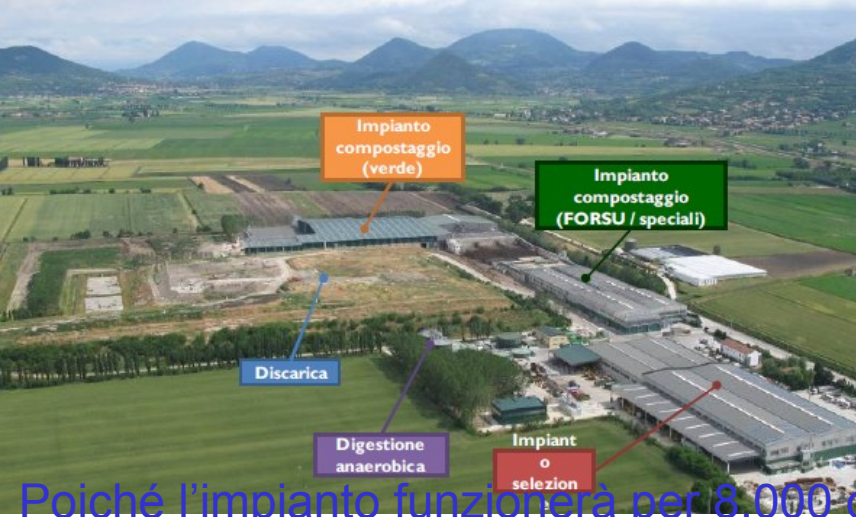 Impianto
compostaggio
(verde)
Impianto
compostaggio
(FORSU / speciali)
Discarica
Digestione
anaerobica
Impiant
o
selezion
Poiché l'impianto funzionerà per 8.000